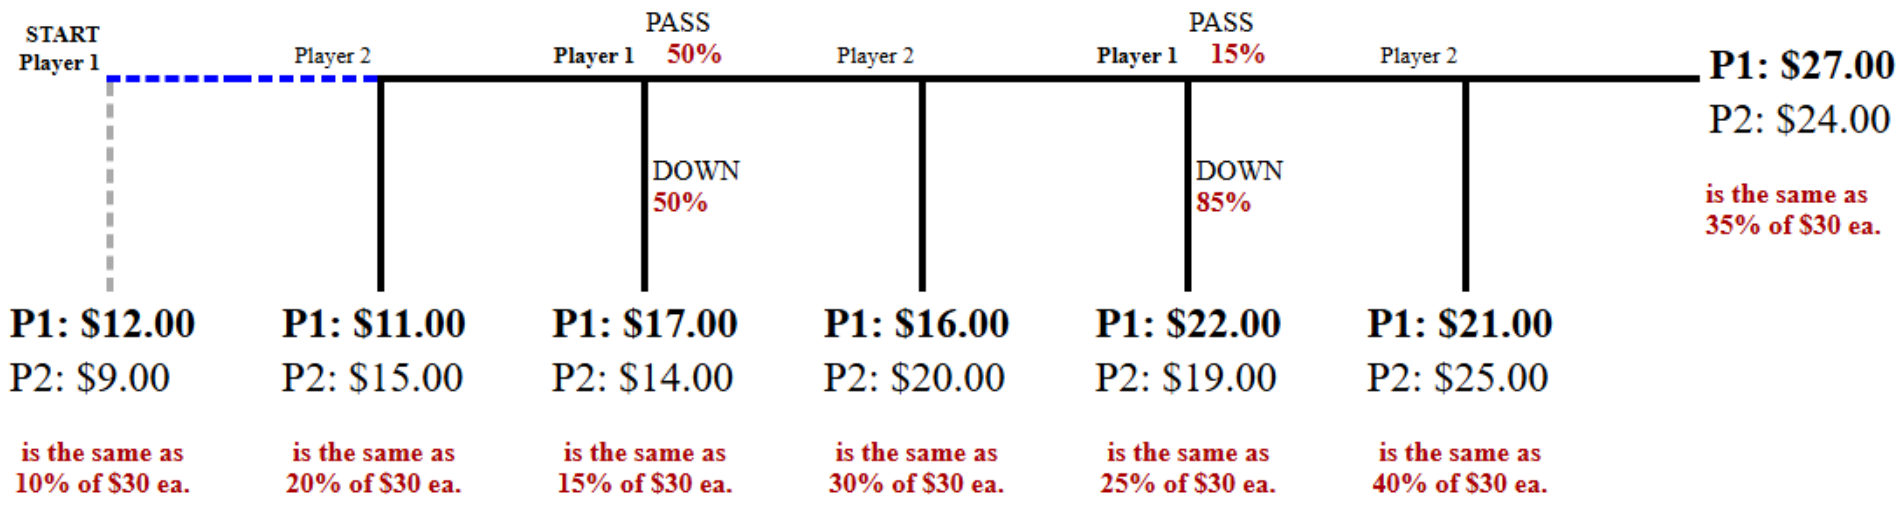 START
Player 1
Player 2
PASS
Player 1 50%
Player 2
PASS
Player 1 15%
Player 2
P1: $27.00
P2: $24.00
is the same as
35% of $30 ea.
DOWN
50%
DOWN
85%
P1: $12.00
P2: $9.00
is the same as
10% of $30 ea.
P1: $11.00
P2: $15.00
is the same as
20% of $30 ea.
P1: $17.00
P2: $14.00
is the same as
15% of $30 ea.
P1: $16.00
P2: $20.00
is the same as
30% of $30 ea.
P1: $22.00
P2: $19.00
is the same as
25% of $30 ea.
P1: $21.00
P2: $25.00
is the same as
40% of $30 ea.